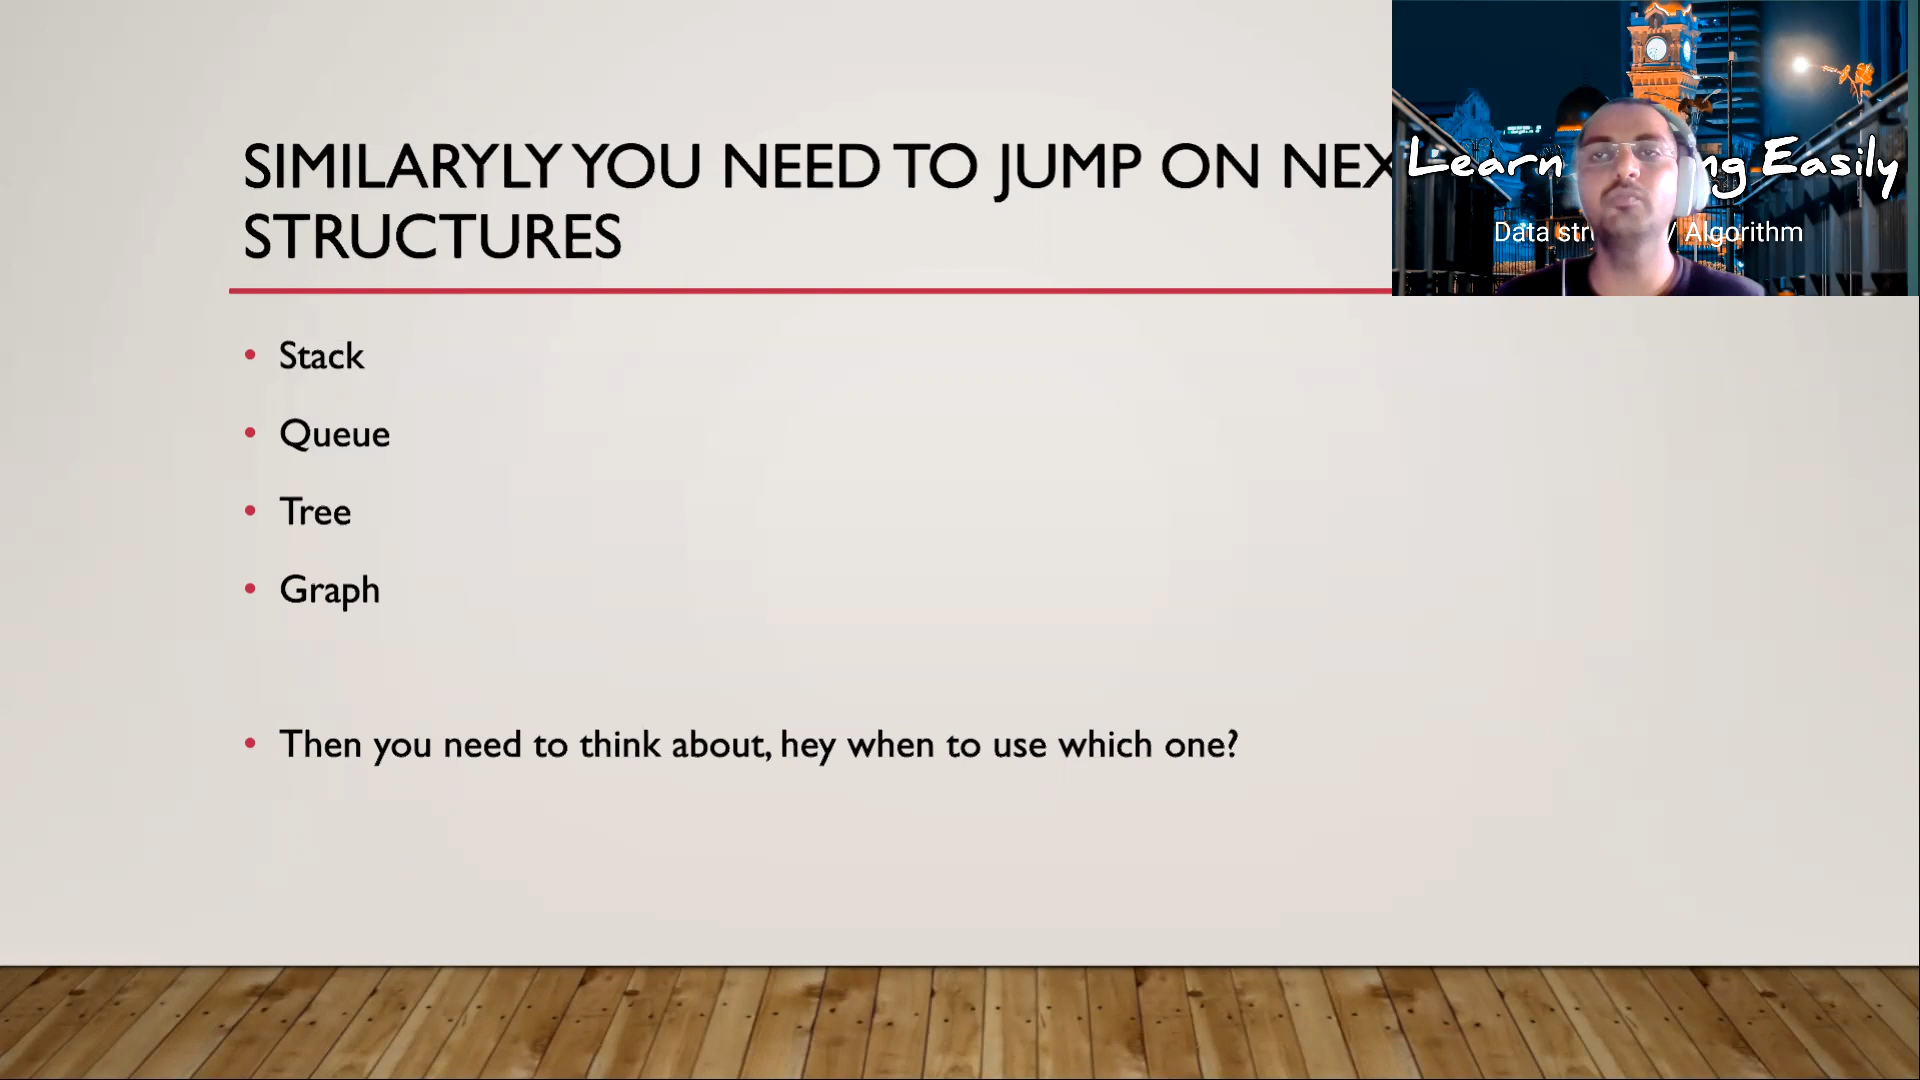 SIMILARYLY YOU NEED TO JUMP ON NEX
STRUCTURES
Stack
Queue
Tree
Graph
Then you need to think about, hey when to use which one?
Learn ng Easily
Data str / Algorithm